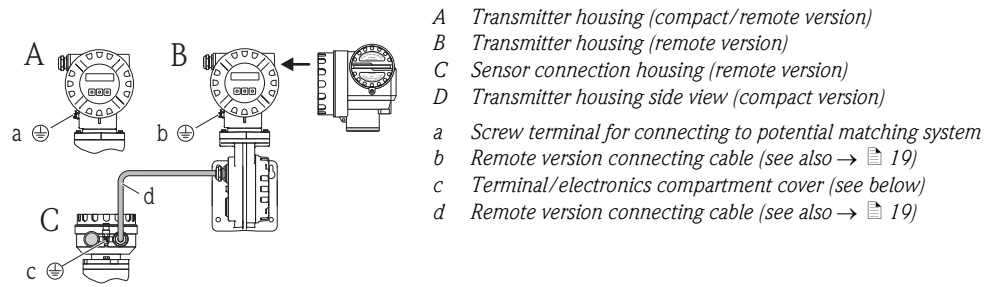 A
B
a
b
d
C
c
A Transmitter housing (compact/remote version)
B Transmitter housing (remote version)
C Sensor connection housing (remote version)
D Transmitter housing side view (compact version)
a Screw terminal for connecting to potential matching system
b Remote version connecting cable (see also → 19)
c Terminal/electronics compartment cover (see below)
d Remote version connecting cable (see also → 19)